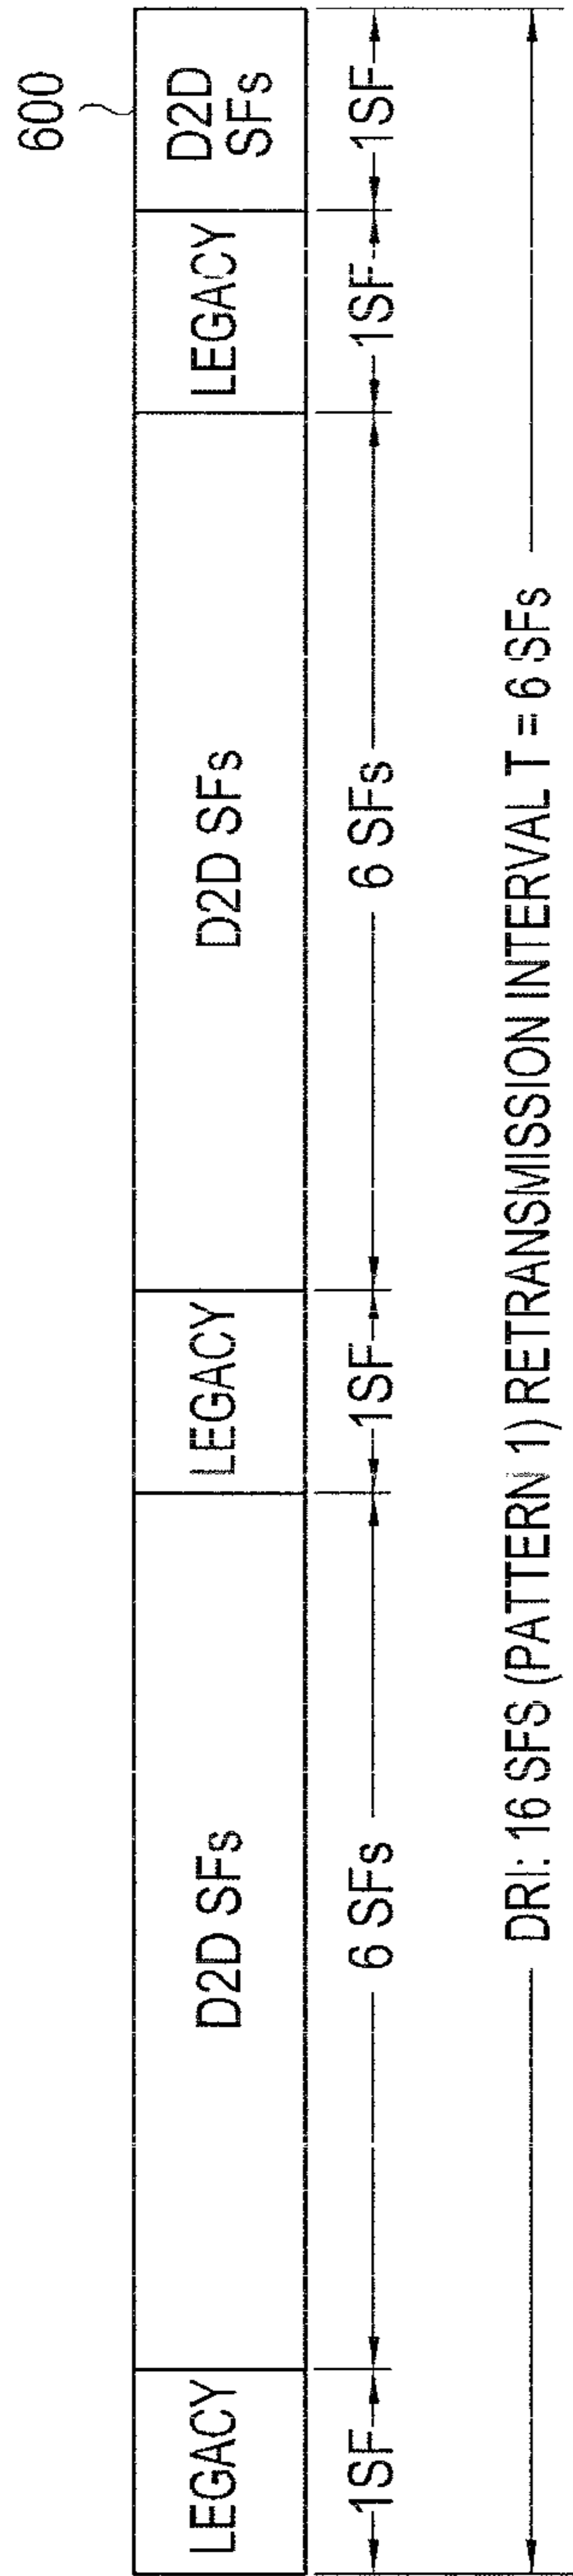 600
LEGACY
D2D SFs
LEGACY
D2D SFs
LEGACY
D2D
SFs
1SF
6 SFs
1SF
6 SFs
1SF
1SF
DRI: 16 SFS (PATTERN 1) RETRANSMISSION INTERVAL T = 6 SFs